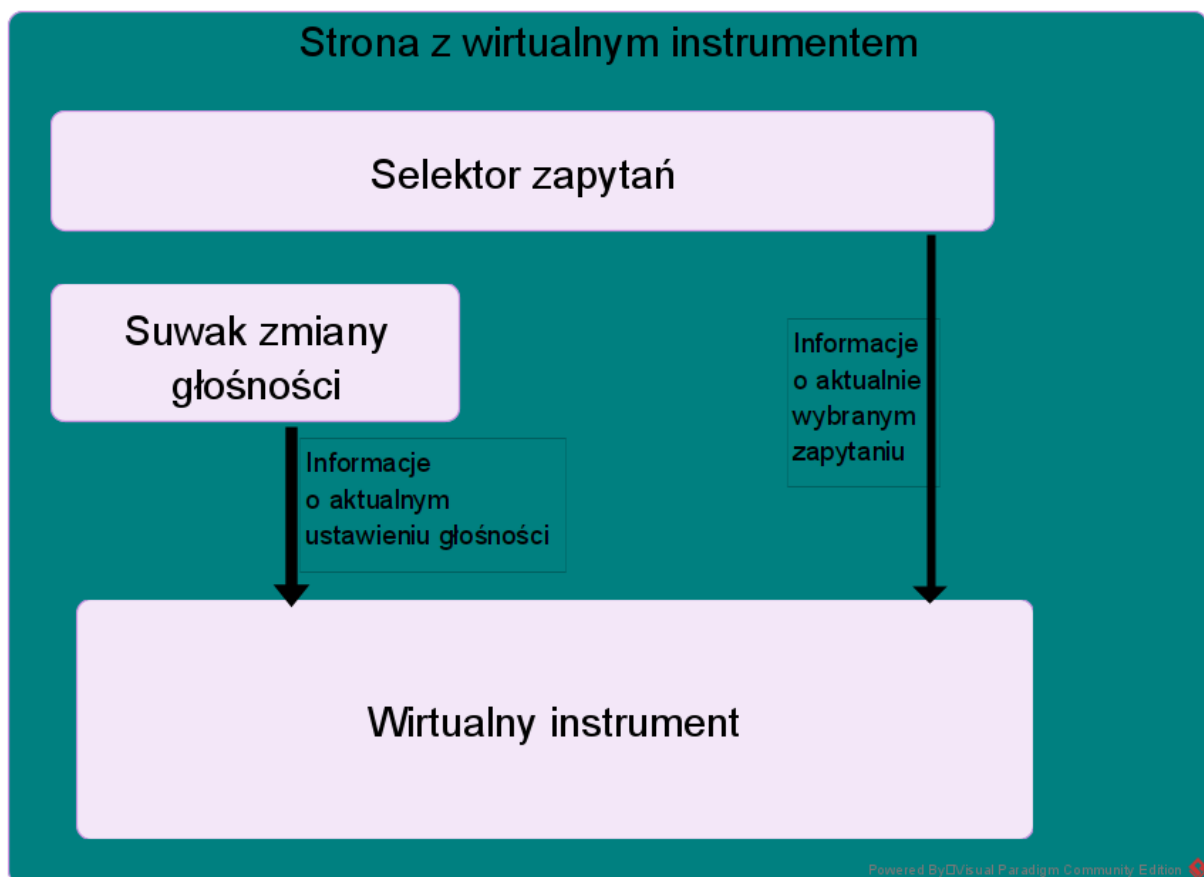 Strona z wirtualnym instrumentem
Selektor zapytań
Suwak zmiany
głośności
Informacje
o aktualnie
wybranym
zapytaniu
Informacje
o aktualnym
ustawieniu głośności
Wirtualny instrument
Powered By□Visual Paradigm Community Edition